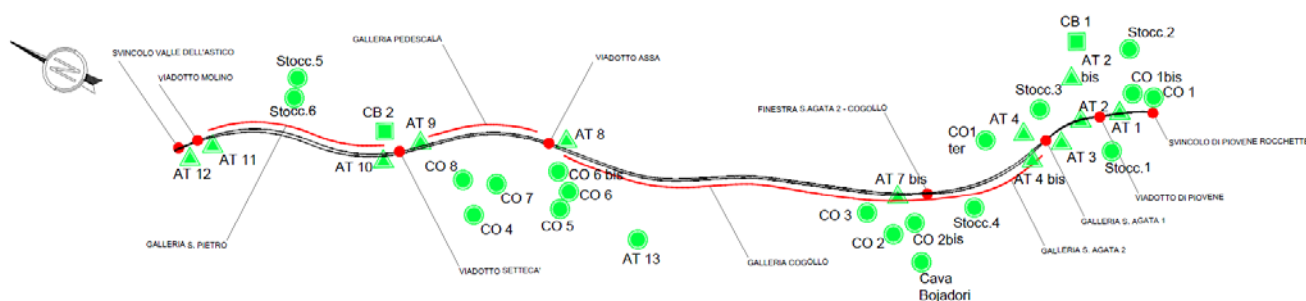 SVINCOLO VALLE DELL'ASTICO
VIADOTTO MOLINO
Stocc.5
Stocc.6
GALLERIA PEDESCALA
VIADOTTO ASSA
CB 2
AT 9
AT 8
AT 12
AT 11
AT 10
CO 8
CO 7
CO 4
CO 6 bis
CO 6
CO 5
AT 13
GALLERIA S. PIETRO
VIADOTTO SETTECA'
FINESTRA S.AGATA 2 - COGOLLO
AT 7 bis
CO 3
CO 2
CO 2bis
Cava
Bojadori
GALLERIA COGOLLO
Stocc.4
CO1
ter
AT 4
Stocc.3
CB 1
AT 2
bis
Stocc.2
CO 1bis
CO 1
AT 2
AT 1
AT 3
AT 4 bis
Stocc.1
SVINCOLO DI PIOVENE ROCCHETTE
VIADOTTO DI PIOVENE
GALLERIA S. AGATA 1
GALLERIA S. AGATA 2